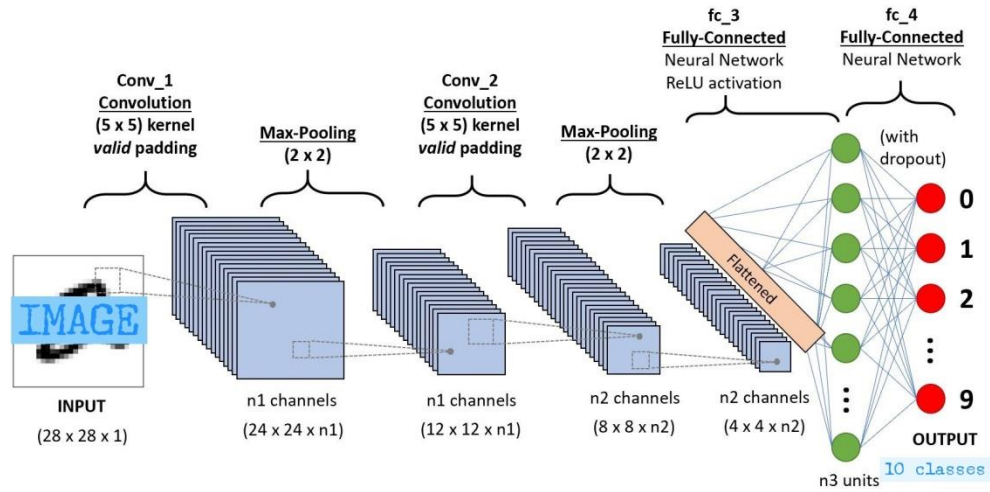 fc_3
Fully-Connected
Neural Network
ReLU activation
fc_4
Fully-Connected
Neural Network
Conv_1
Convolution
(5 x 5) kernel
valid padding
Max-Pooling
(2 x 2)
Conv_2
Convolution
(5 x 5) kernel
valid padding
Max-Pooling
(2 x 2)
(with
dropout)
IMAGE
Flattened
0
1
2
9
INPUT
(28 x 28 x 1)
n1 channels
(24 x 24 x n1)
n1 channels
(12 x 12 x n1)
n2 channels
(8 x 8 x n2)
n2 channels
(4 x 4 x n2)
n3 units
OUTPUT
10 classes